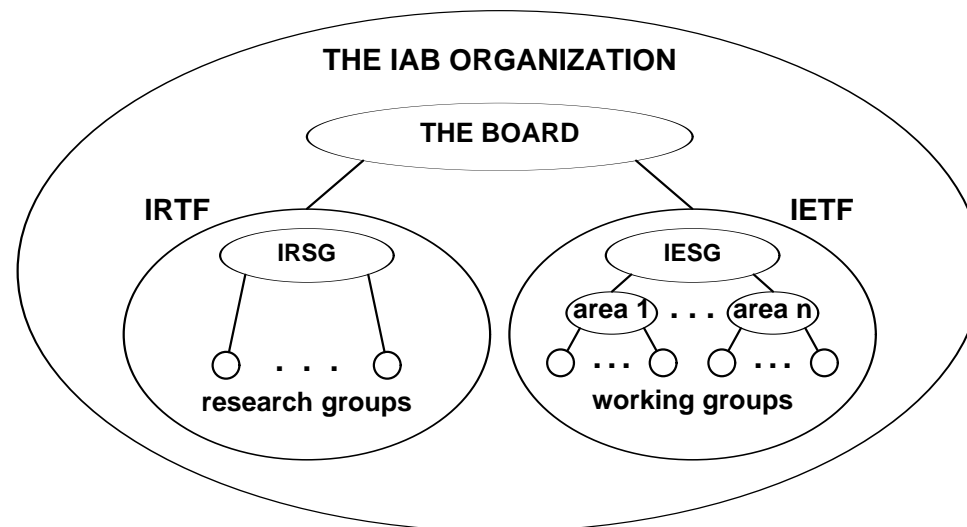 THE IAB ORGANIZATION
THE BOARD
IRTF
IETF
IRSG
IESG
area 1 . . . area n
. . .
... ...
research groups
working groups